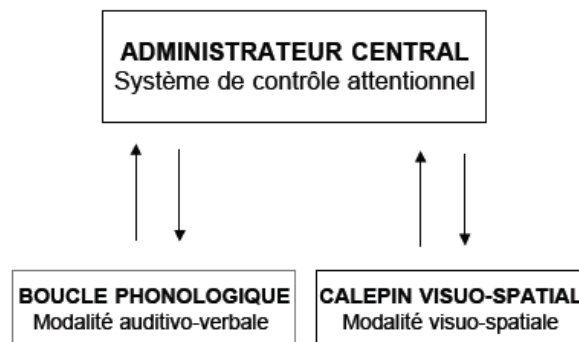 ADMINISTRATEUR CENTRAL
Système de contrôle attentionnel
BOUCLE PHONOLOGIQUE
Modalité auditivo-verbale
CALEPIN VISUO-SPATIAL
Modalité visuo-spatiale